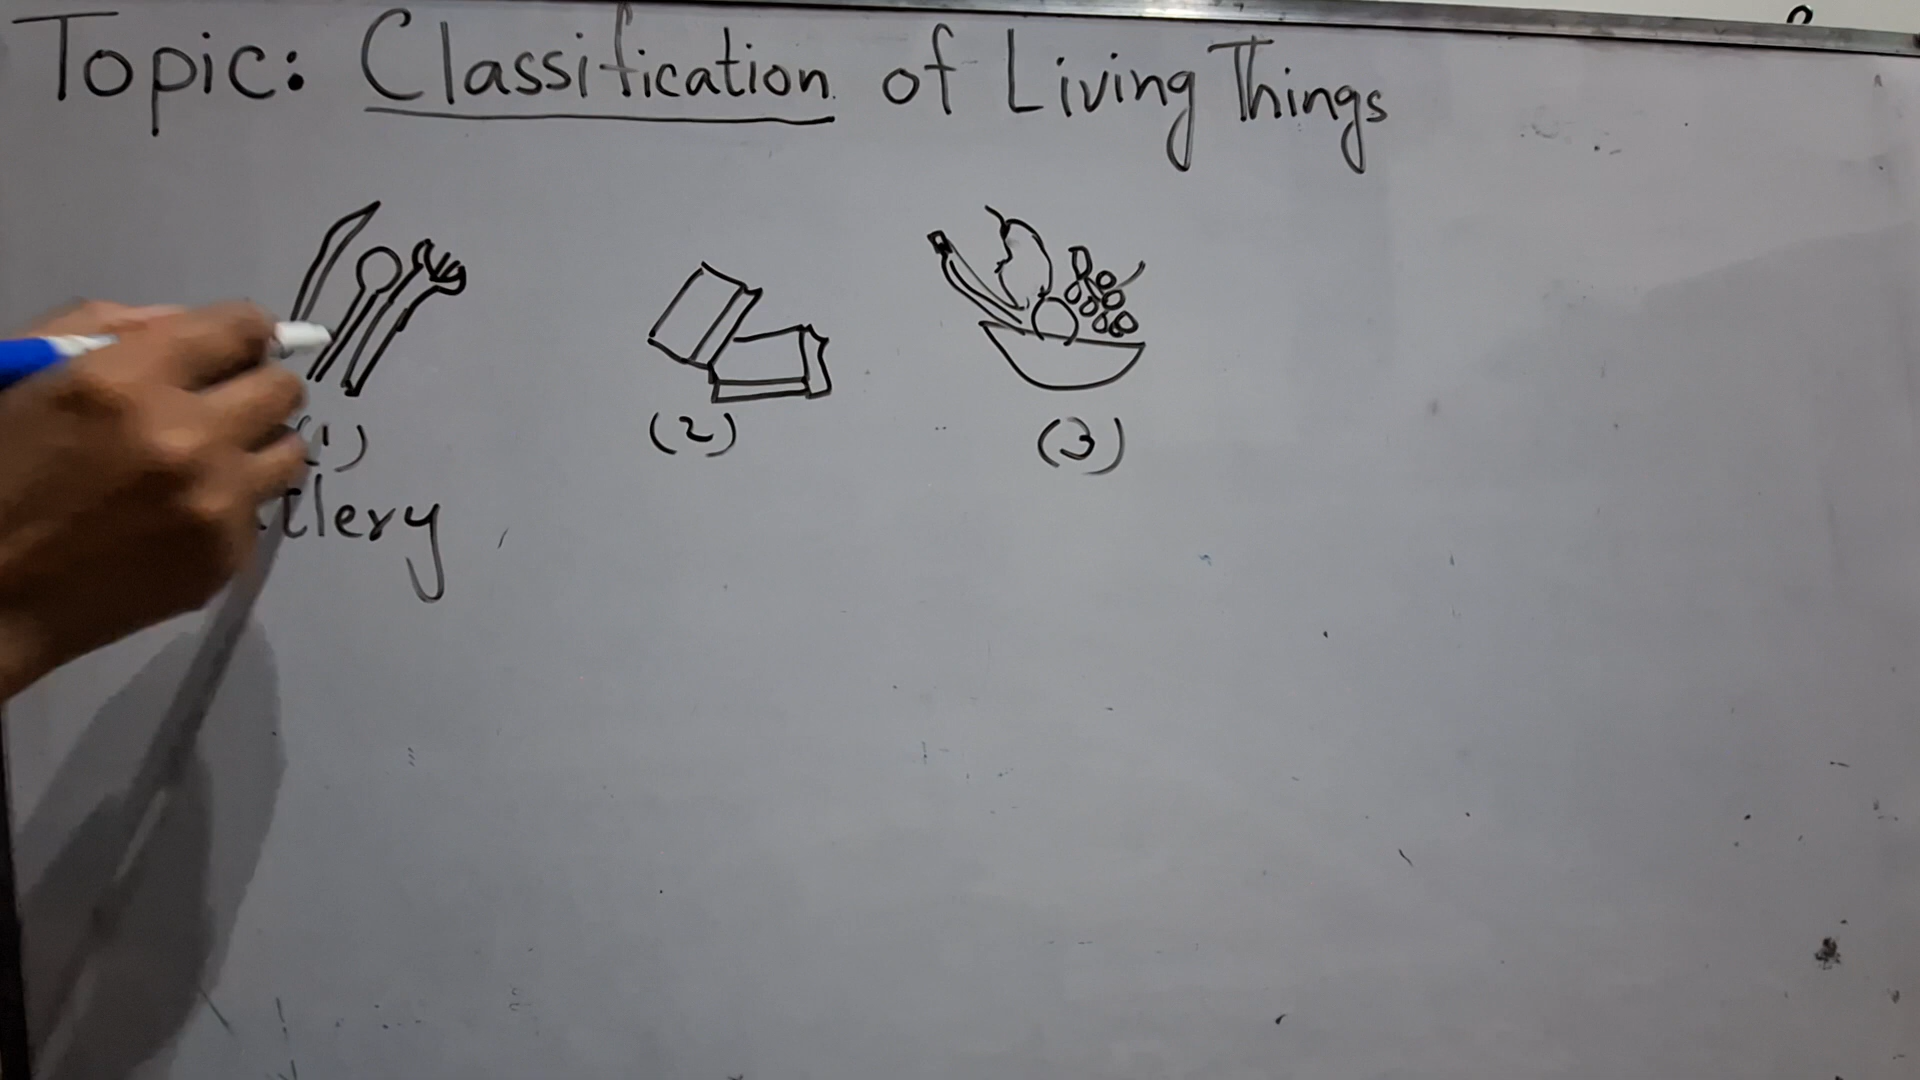 Topic: Classification of Living Things
(1) (2) (3)
tlery